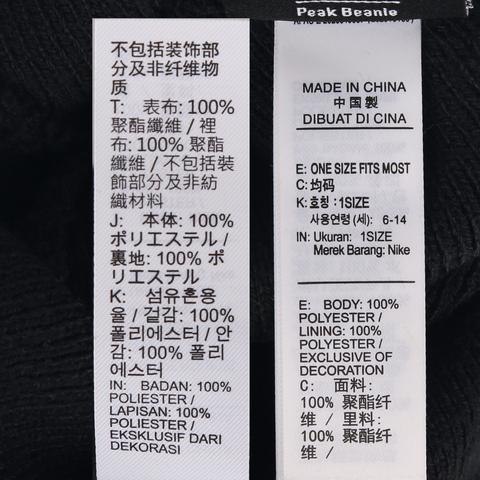 Peak Beanie
不包括装饰部
分及非纤维物
质
T: 表布: 100%
聚酯纖維 / 裡
布: 100% 聚酯
纖維 / 不包括裝
飾部分及非紡
織材料
J: 本体: 100%
ポリエステル /
裏地: 100% ポ
リエステル
K: 섬유혼용
율 / 겉감: 100%
폴리에스터 / 안
감: 100% 폴리
에스터
IN: BADAN: 100%
POLIESTER /
LAPISAN: 100%
POLIESTER /
EKSKLUSIF DARI
DEKORASI
MADE IN CHINA
中 国 製
DIBUAT DI CINA
E: ONE SIZE FITS MOST
C: 均码
K: 호칭 : 1SIZE
사용연령 (세): 6-14
IN: Ukuran: 1SIZE
Merek Barang: Nike
E: BODY: 100%
POLYESTER /
LINING: 100%
POLYESTER /
EXCLUSIVE OF
DECORATION
C: 面料:
100% 聚酯纤
维 / 里料:
100% 聚酯纤
维 /